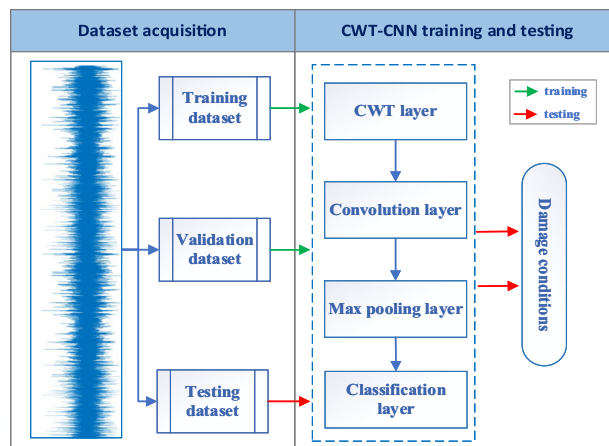 Dataset acquisition
CWT-CNN training and testing
Training
dataset
Validation
dataset
Testing
dataset
CWT layer
Convolution layer
Max pooling layer
Classification
layer
training
testing
Damage conditions